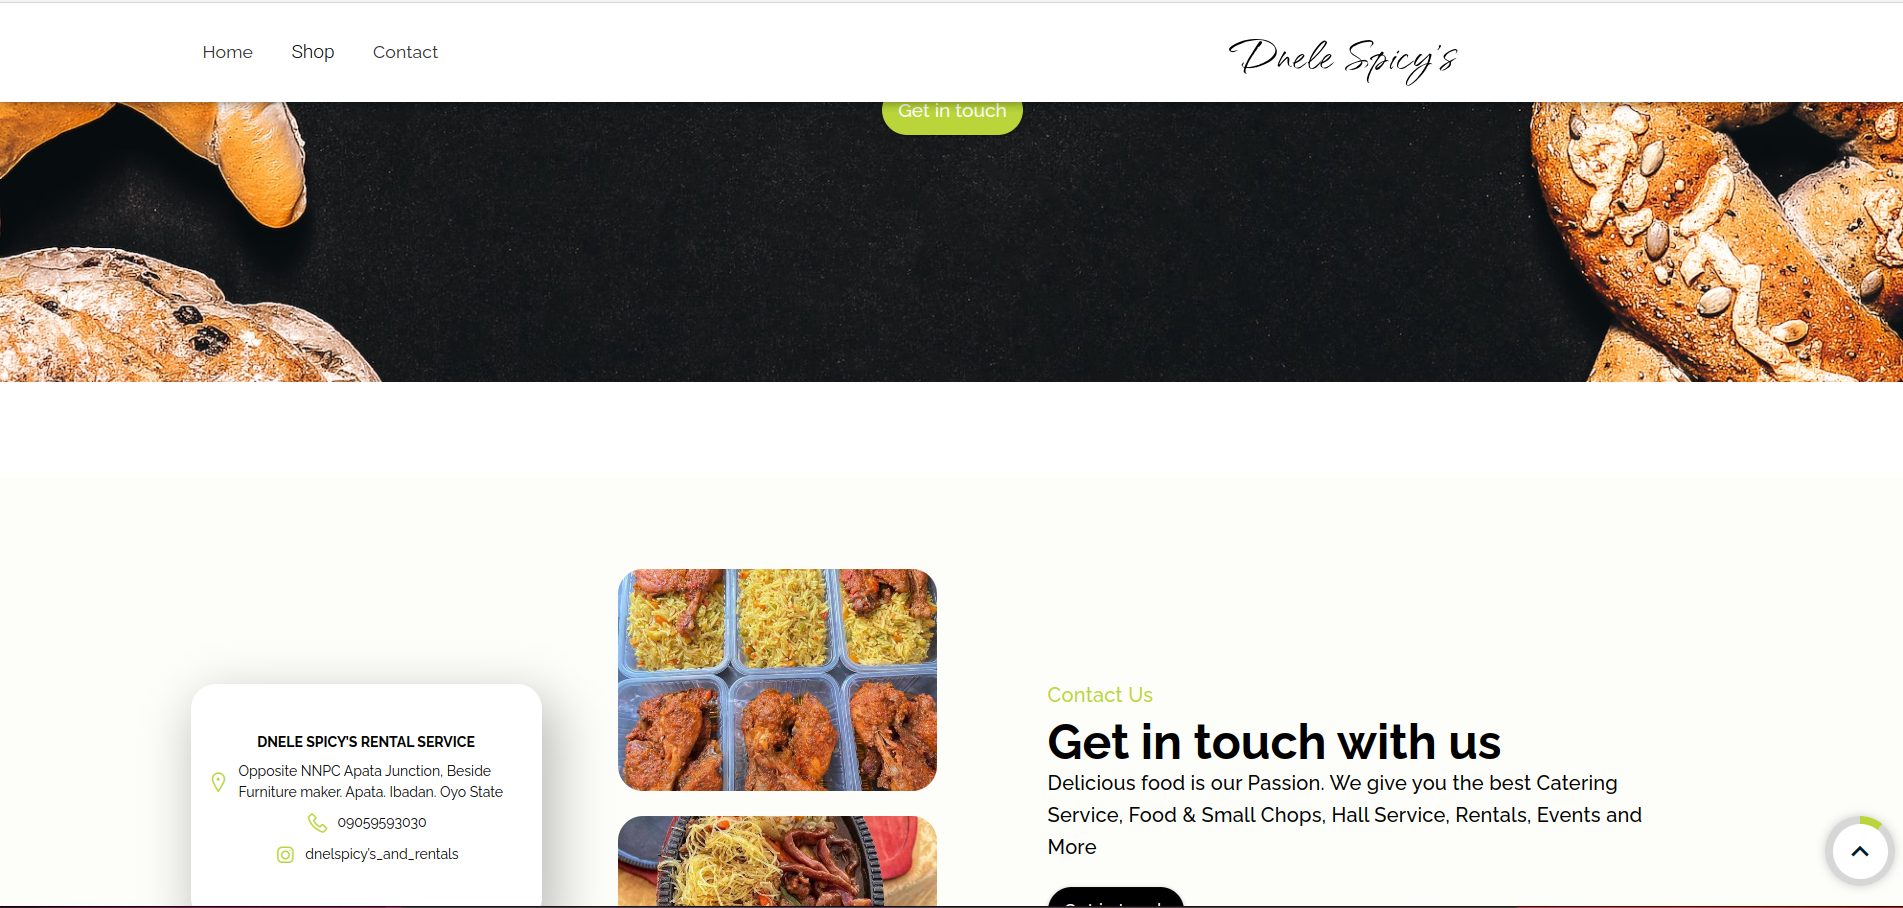 Home Shop Contact
Dnele Spicy's
Get in touch
DNELE SPICY'S RENTAL SERVICE
Opposite NNPC Apata Junction, Beside
Furniture maker. Apata. Ibadan. Oyo State
09059593030
dnelspicy's_and_rentals
Contact Us
Get in touch with us
Delicious food is our Passion. We give you the best Catering
Service, Food & Small Chops, Hall Service, Rentals, Events and
More